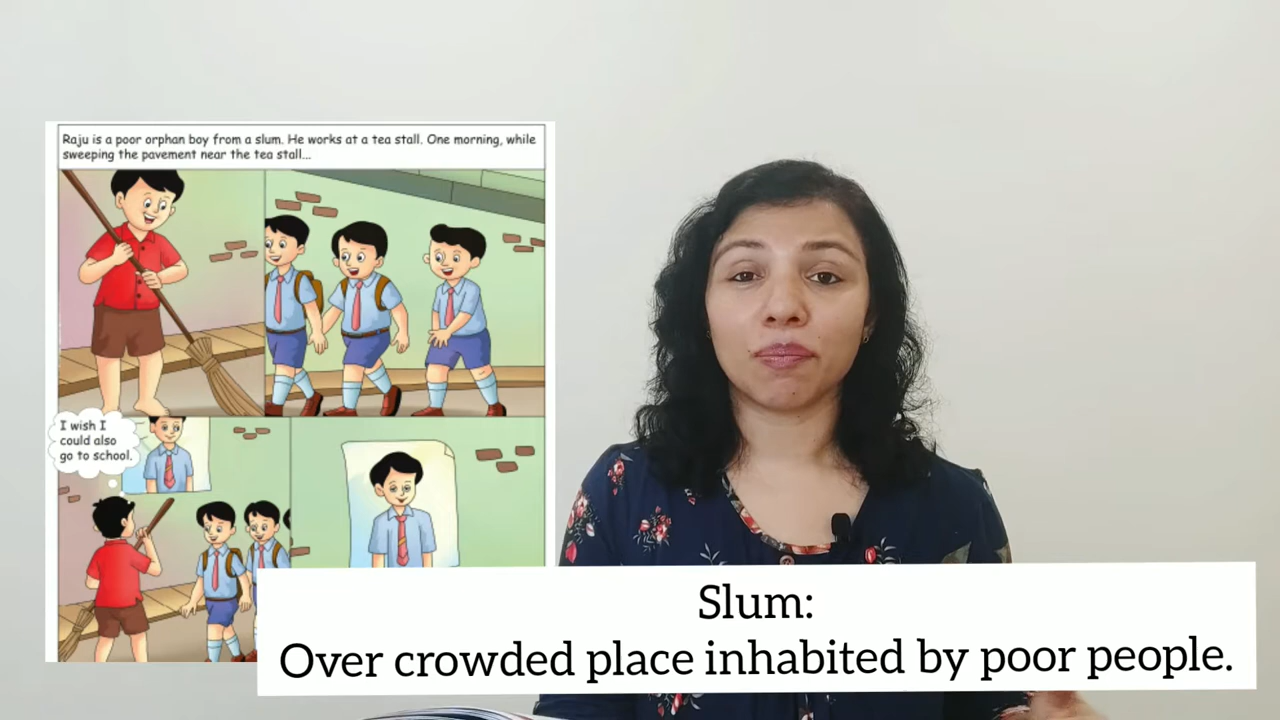 Raju is a poor orphan boy from a slum. He works at a tea stall. One morning, while
sweeping the pavement near the tea stall...
I wish I
could also
go to school.
Slum:
Over crowded place inhabited by poor people.